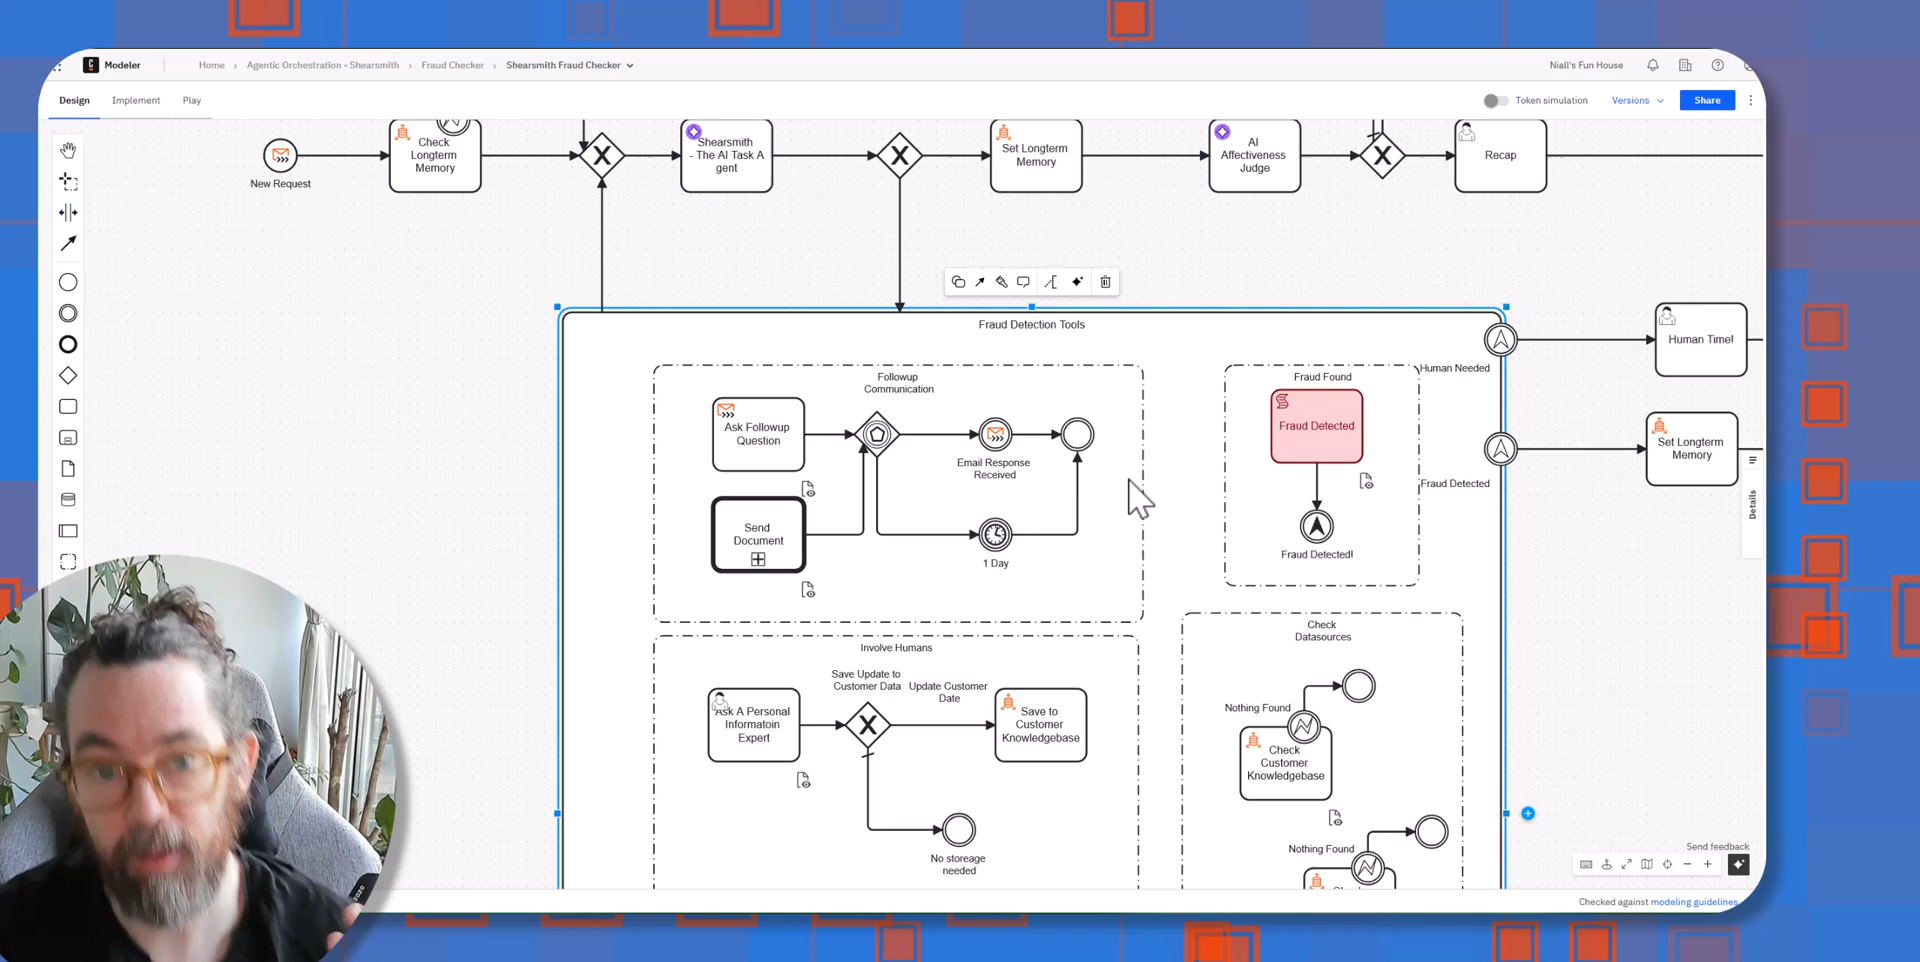 Modeler
Home
Agentic Orchestration - Shearsmith
Fraud Checker
Shearsmith Fraud Checker
Niall's Fun House
Design
Implement
Play
Token simulation
Versions
Share
New Request
Check
Longterm
Memory
Shearsmith
- The AI Task A
gent
Set Longterm
Memory
AI
Affectiveness
Judge
Recap
Fraud Detection Tools
Followup
Communication
Ask Followup
Question
Email Response
Received
Send
Document
1 Day
Fraud Found
Fraud Detected
Fraud Detected!
Human Needed
Human Time!
Fraud Detected
Set Longterm
Memory
Details
Involve Humans
Ask A Personal
Informatoin
Expert
Save Update to
Customer Data
Update Customer
Date
Save to
Customer
Knowledgebase
No storeage
needed
Check
Datasources
Nothing Found
Check
Customer
Knowledgebase
Nothing Found
Send feedback
Checked against modeling guidelines